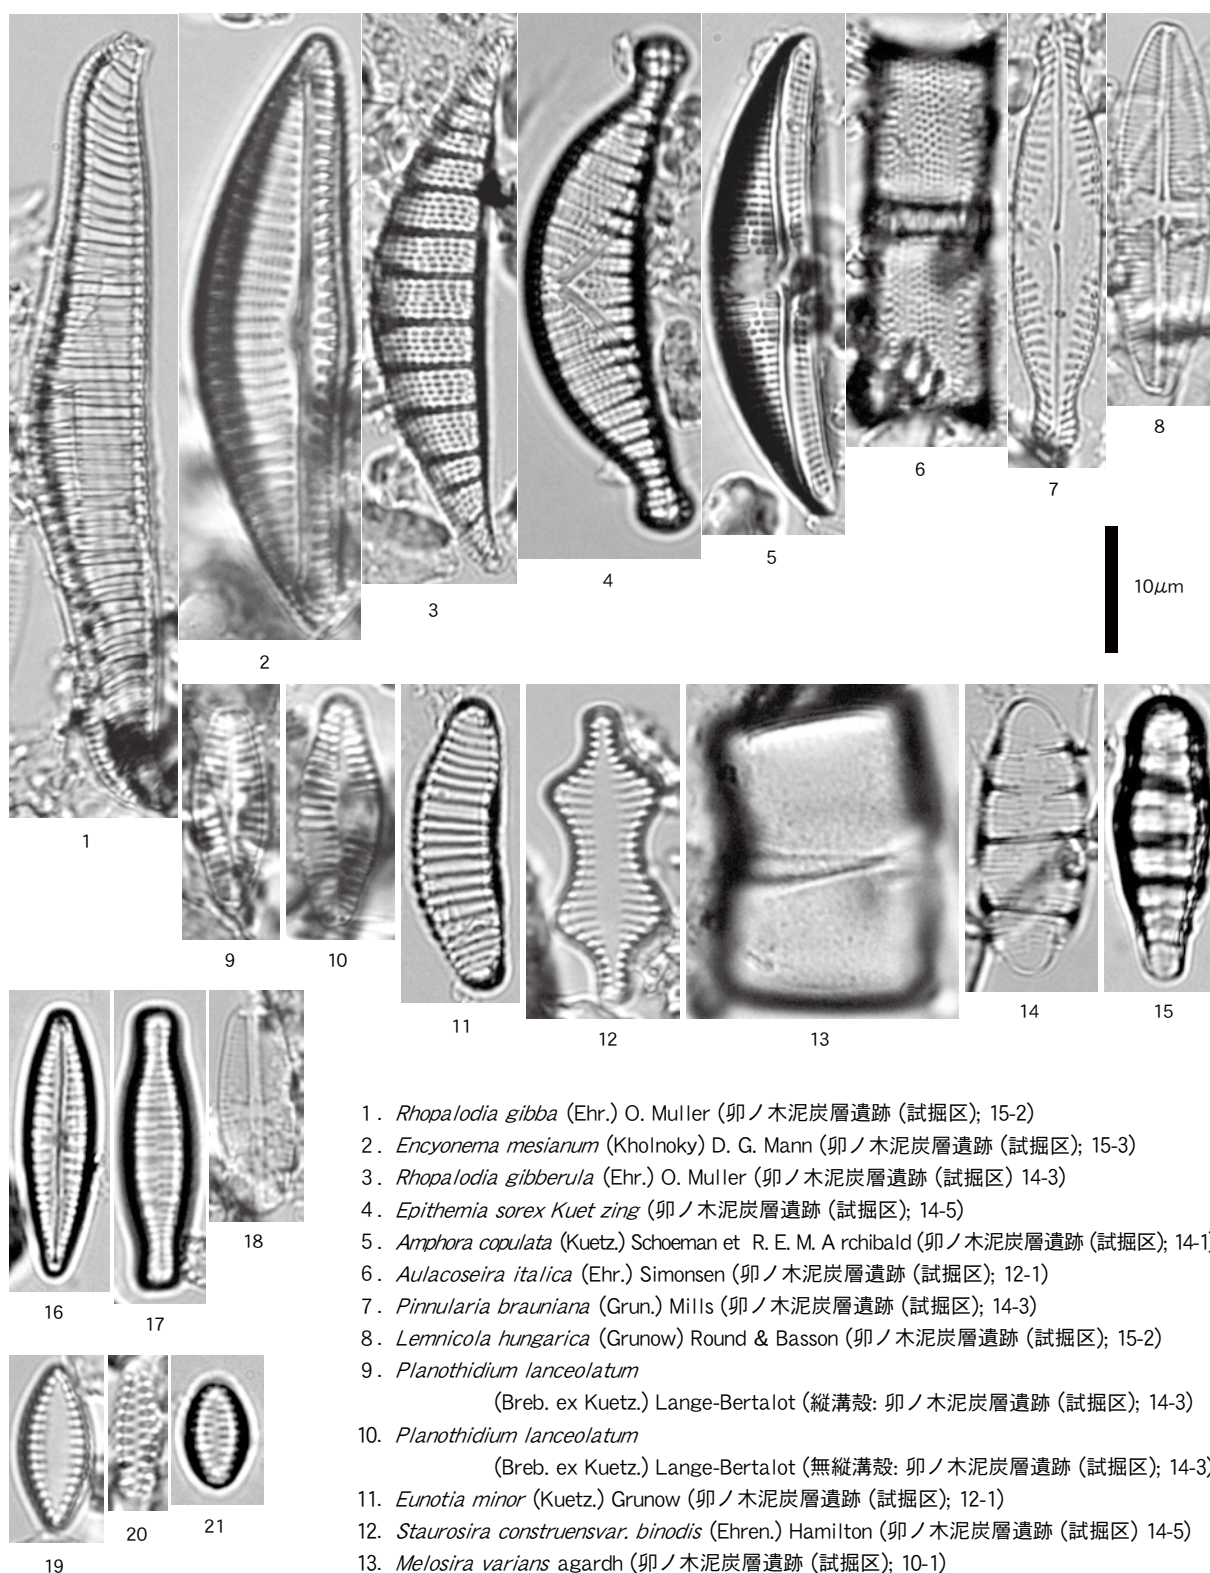 1
2
3
4
5
6
7
8
10μm
9
10
11
12
13
14
15
16
17
18
19
20
21
1. Rhopalodia gibba (Ehr.) O. Muller (卯ノ木泥炭層遺跡 (試掘区); 15-2)
2. Encyonema mesianum (Kholnoky) D. G. Mann (卯ノ木泥炭層遺跡 (試掘区); 15-3)
3. Rhopalodia gibberula (Ehr.) O. Muller (卯ノ木泥炭層遺跡 (試掘区) 14-3)
4. Epithemia sorex Kuet zing (卯ノ木泥炭層遺跡 (試掘区); 14-5)
5. Amphora copulata (Kuetz.) Schoeman et R. E. M. A rchibald (卯ノ木泥炭層遺跡 (試掘区); 14-1)
6. Aulacoseira italica (Ehr.) Simonsen (卯ノ木泥炭層遺跡 (試掘区); 12-1)
7. Pinnularia brauniana (Grun.) Mills (卯ノ木泥炭層遺跡 (試掘区); 14-3)
8. Lemnicola hungarica (Grunow) Round & Basson (卯ノ木泥炭層遺跡 (試掘区); 15-2)
9. Planothidium lanceolatum
(Breb. ex Kuetz.) Lange-Bertalot (縦溝殻: 卯ノ木泥炭層遺跡 (試掘区); 14-3)
10. Planothidium lanceolatum
(Breb. ex Kuetz.) Lange-Bertalot (無縦溝殻: 卯ノ木泥炭層遺跡 (試掘区); 14-3)
11. Eunotia minor (Kuetz.) Grunow (卯ノ木泥炭層遺跡 (試掘区); 12-1)
12. Staurosira construensvar. binodis (Ehren.) Hamilton (卯ノ木泥炭層遺跡 (試掘区) 14-5)
13. Melosira varians agardh (卯ノ木泥炭層遺跡 (試掘区); 10-1)